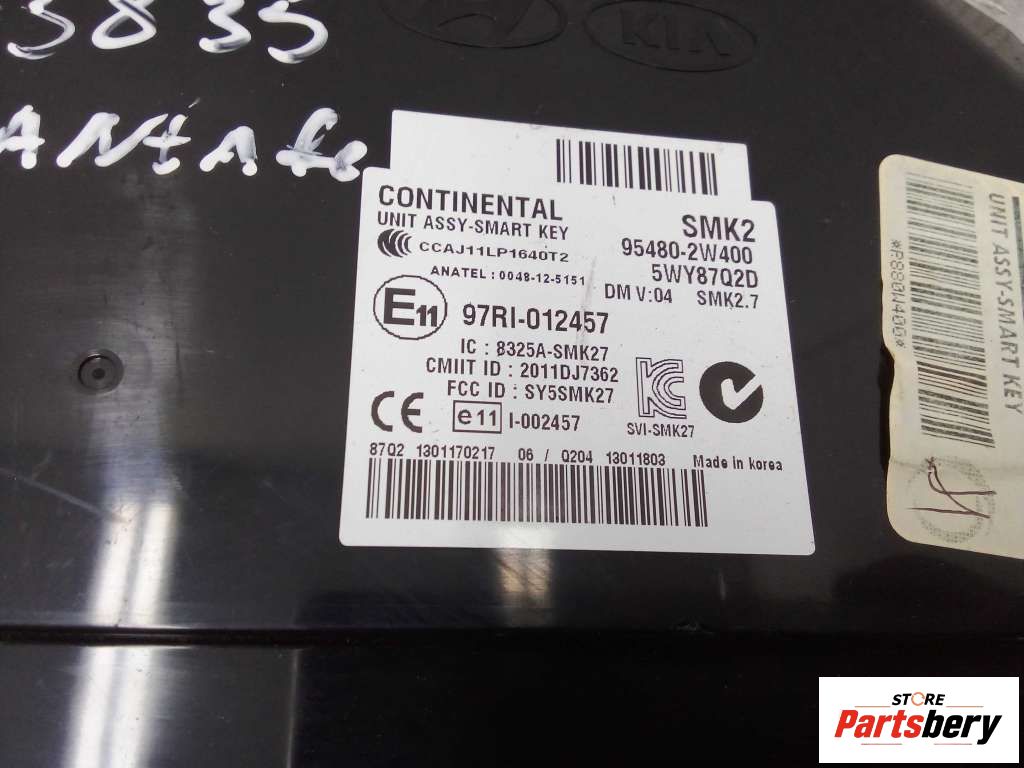 3835
ANtAfe
KIA
CONTINENTAL
UNIT ASSY-SMART KEY
CCC CCAJ11LP1640T2
ANATEL : 0048-12-5151
SMK2
95480-2W400
5WY87Q2D
DM V:04 SMK2.7
E11 97RI-012457
IC : 8325A-SMK27
CMIIT ID : 2011DJ7362
FCC ID : SY5SMK27
CE e11 I-002457
KC
SVI-SMK27
N
87Q2 1301170217 06 / Q204 13011803 Made in korea
UNIT ASSY-SMART KEY
STORE
Partsbery